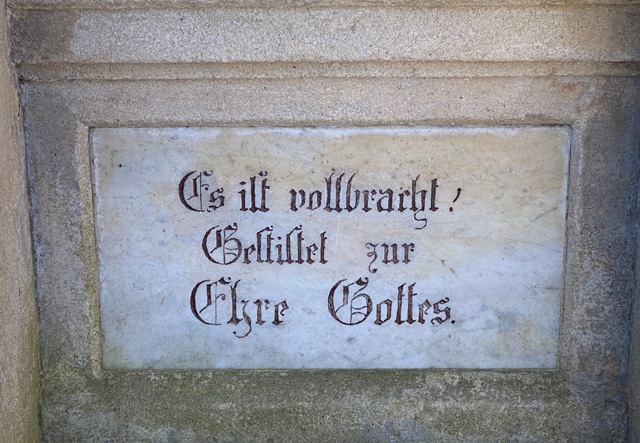 Es iſt vollbracht!
Geſtiftet zur
Ehre Gottes.